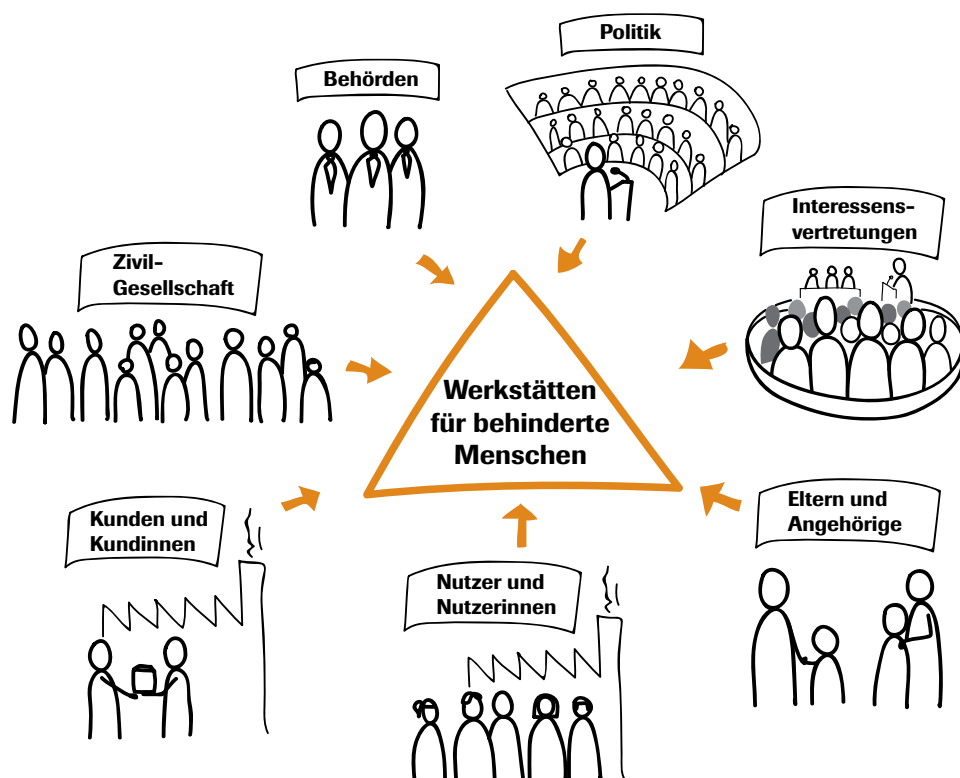 Politik
Behörden
Interessens-
vertretungen
Zivil-
Gesellschaft
Werkstätten
für behinderte
Menschen
Eltern und
Angehörige
Kunden und
Kundinnen
Nutzer und
Nutzerinnen